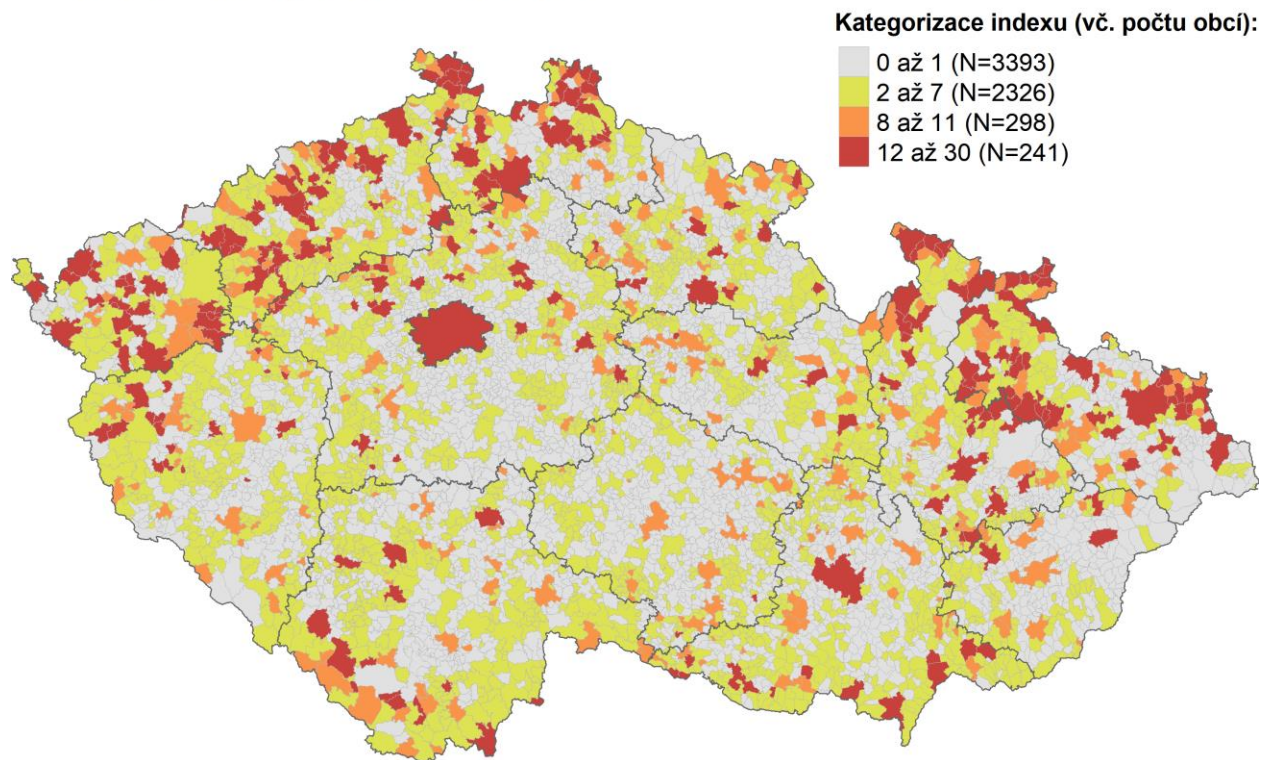 Kategorizace indexu (vč. počtu obcí):
0 až 1 (N=3393)
2 až 7 (N=2326)
8 až 11 (N=298)
12 až 30 (N=241)